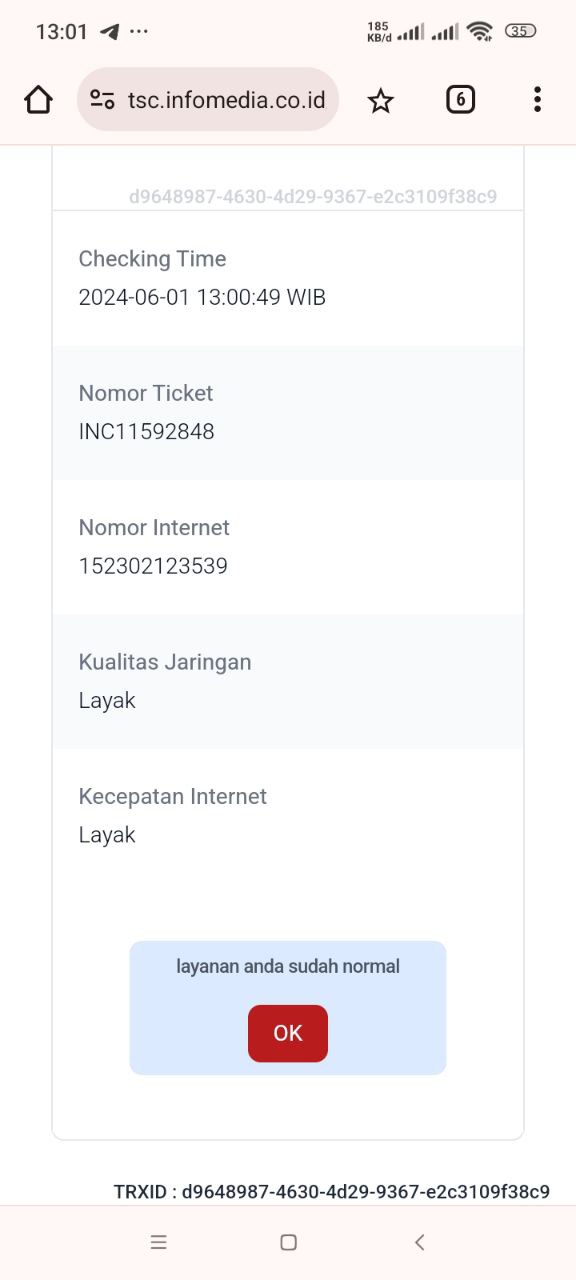 13:01
185
KB/d
35
tsc.infomedia.co.id
6
d9648987-4630-4d29-9367-e2c3109f38c9
Checking Time
2024-06-01 13:00:49 WIB
Nomor Ticket
INC11592848
Nomor Internet
152302123539
Kualitas Jaringan
Layak
Kecepatan Internet
Layak
layanan anda sudah normal
OK
TRXID : d9648987-4630-4d29-9367-e2c3109f38c9